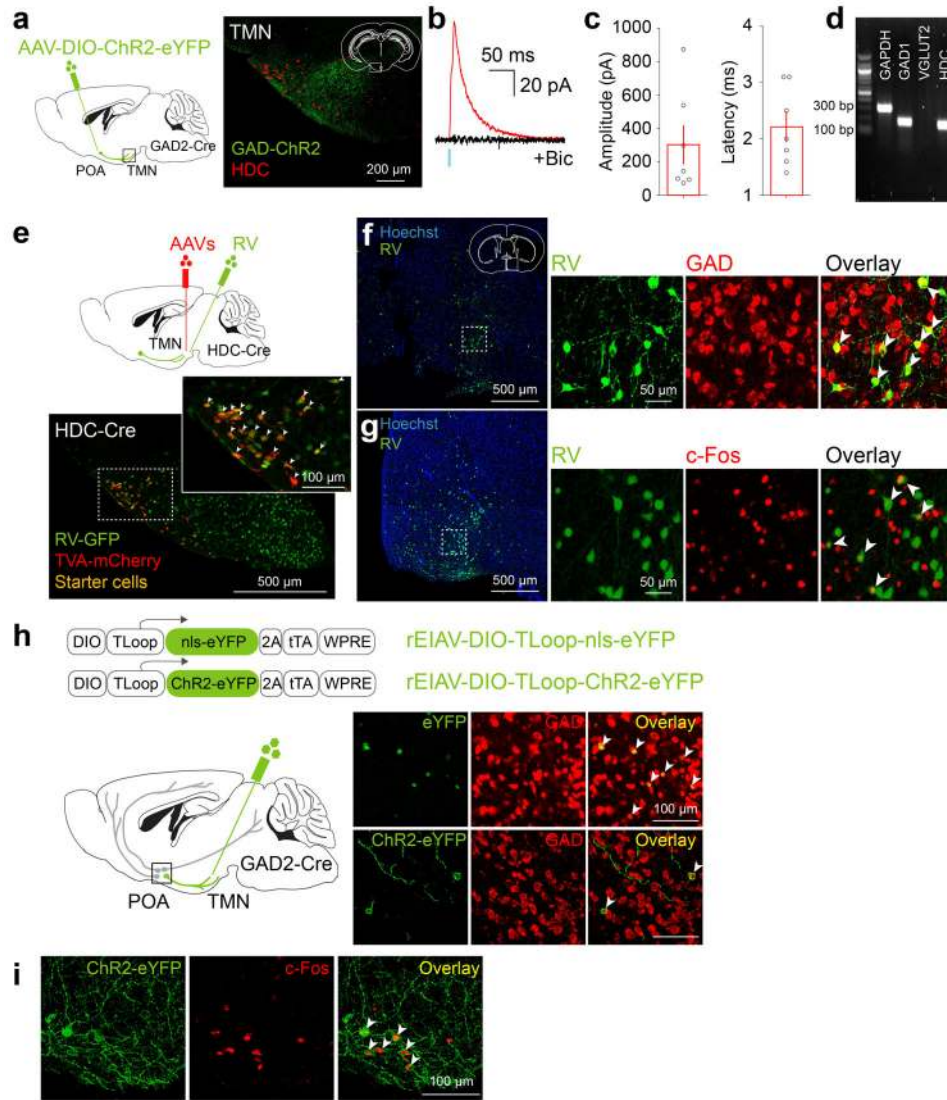 a
AAV-DIO-ChR2-eYFP
GAD2-Cre
POA
TMN
TMN
GAD-ChR2
HDC
200 µm
b
50 ms
20 pA
+Bic
c
Amplitude (pA)
1000
800
600
400
200
0
Latency (ms)
4
3
2
1
d
GAPDH
GAD1
VGLUT2
HDC
300 bp
100 bp
e
AAVs
RV
TMN
HDC-Cre
HDC-Cre
100 µm
RV-GFP
TVA-mCherry
Starter cells
500 µm
f
Hoechst
RV
500 µm
RV
GAD
Overlay
50 µm
g
Hoechst
RV
500 µm
RV
c-Fos
Overlay
50 µm
h
DIO TLoop nls-eYFP 2A tTA WPRE
rEIAV-DIO-TLoop-nls-eYFP
DIO TLoop ChR2-eYFP 2A tTA WPRE
rEIAV-DIO-TLoop-ChR2-eYFP
GAD2-Cre
POA
TMN
eYFP
GAD
Overlay
100 µm
ChR2-eYFP
GAD
Overlay
i
ChR2-eYFP
c-Fos
Overlay
100 µm